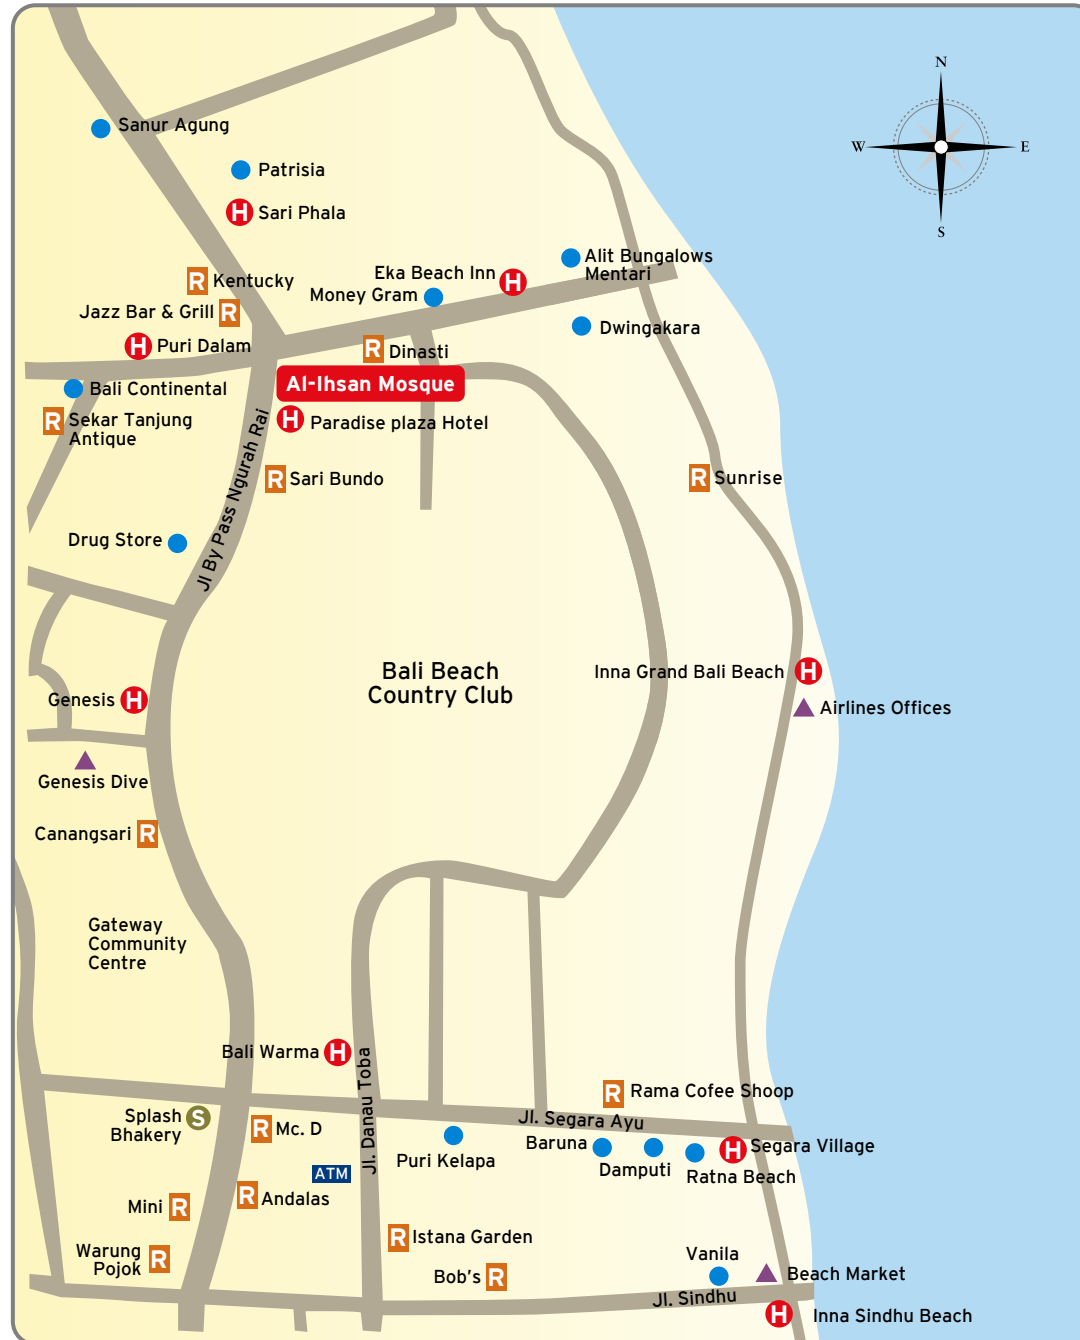 N
W
E
S
Sanur Agung
Patrisia
H
Sari Phala
Alit Bungalows
Mentari
Eka Beach Inn
H
R
Kentucky
Money Gram
Jazz Bar & Grill
R
Dwingakara
H
Puri Dalam
R
Dinasti
Al-Ihsan Mosque
Bali Continental
R
Sekar Tanjung
Antique
H
Paradise plaza Hotel
Jl By Pass Ngurah Rai
R
Sari Bundo
R
Sunrise
Drug Store
Bali Beach
Country Club
Inna Grand Bali Beach
H
Genesis
H
Airlines Offices
Genesis Dive
Canangsari
R
Gateway
Community
Centre
Bali Warma
H
Jl. Danau Toba
R
Rama Cofee Shoop
Splash
Bhakery
S
R
Mc. D
Jl. Segara Ayu
Baruna
H
Segara Village
Puri Kelapa
Damputi
Ratna Beach
ATM
R
Andalas
Mini
R
R
Istana Garden
Warung
Pojok
R
Bob's
R
Vanila
Beach Market
Jl. Sindhu
H
Inna Sindhu Beach